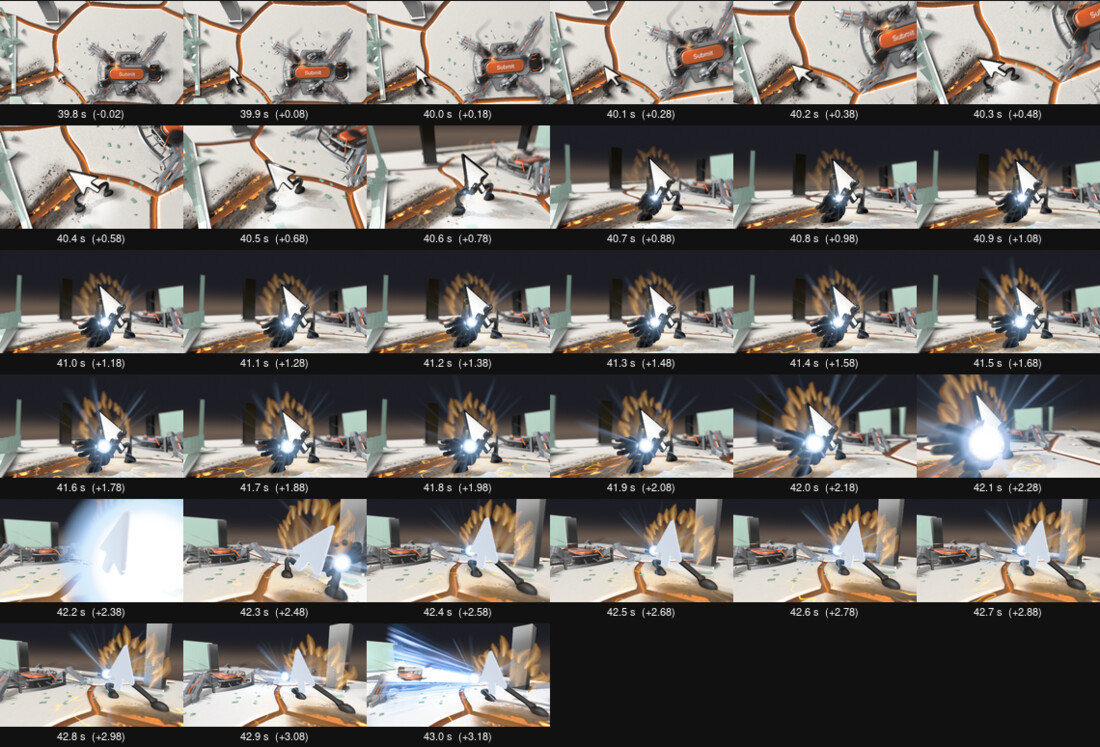 Submit
Submit
Submit
Submit
Submit
Sub
39.8 s (-0.02)
39.9 s (+0.08)
40.0 s (+0.18)
40.1 s (+0.28)
40.2 s (+0.38)
40.3 s (+0.48)
40.4 s (+0.58)
40.5 s (+0.68)
40.6 s (+0.78)
40.7 s (+0.88)
40.8 s (+0.98)
40.9 s (+1.08)
41.0 s (+1.18)
41.1 s (+1.28)
41.2 s (+1.38)
41.3 s (+1.48)
41.4 s (+1.58)
41.5 s (+1.68)
41.6 s (+1.78)
41.7 s (+1.88)
41.8 s (+1.98)
41.9 s (+2.08)
42.0 s (+2.18)
42.1 s (+2.28)
42.2 s (+2.38)
42.3 s (+2.48)
42.4 s (+2.58)
42.5 s (+2.68)
42.6 s (+2.78)
42.7 s (+2.88)
42.8 s (+2.98)
42.9 s (+3.08)
43.0 s (+3.18)